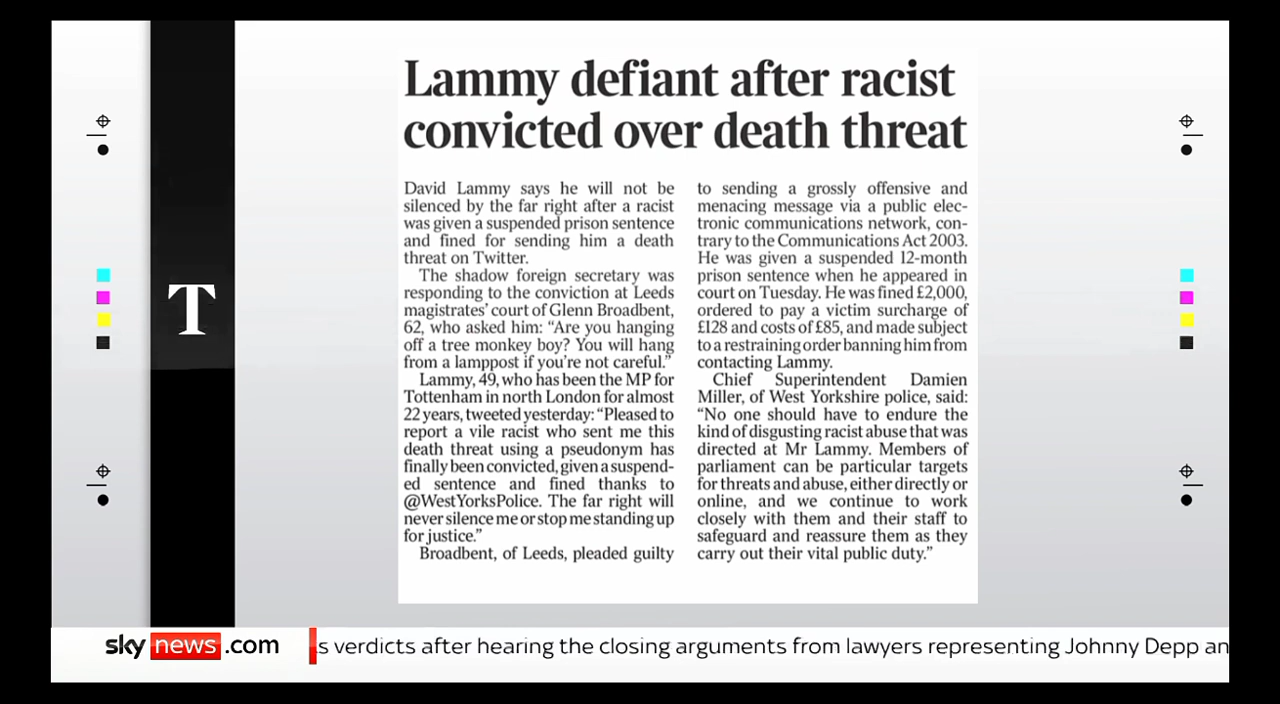 Lammy defiant after racist
convicted over death threat
David Lammy says he will not be
silenced by the far right after a racist
was given a suspended prison sentence
and fined for sending him a death
threat on Twitter.
The shadow foreign secretary was
responding to the conviction at Leeds
magistrates' court of Glenn Broadbent,
62, who asked him: “Are you hanging
off a tree monkey boy? You will hang
from a lamppost if you're not careful.”
Lammy, 49, who has been the MP for
Tottenham in north London for almost
22 years, tweeted yesterday: “Pleased to
report a vile racist who sent me this
death threat using a pseudonym has
finally been convicted, given a suspend-
ed sentence and fined thanks to
@WestYorksPolice. The far right will
never silence me or stop me standing up
for justice.”
Broadbent, of Leeds, pleaded guilty
to sending a grossly offensive and
menacing message via a public elec-
tronic communications network, con-
trary to the Communications Act 2003.
He was given a suspended 12-month
prison sentence when he appeared in
court on Tuesday. He was fined £2,000,
ordered to pay a victim surcharge of
£128 and costs of £85, and made subject
to a restraining order banning him from
contacting Lammy.
Chief Superintendent Damien
Miller, of West Yorkshire police, said:
“No one should have to endure the
kind of disgusting racist abuse that was
directed at Mr Lammy. Members of
parliament can be particular targets
for threats and abuse, either directly or
online, and we continue to work
closely with them and their staff to
safeguard and reassure them as they
carry out their vital public duty.”
T
sky news .com
s verdicts after hearing the closing arguments from lawyers representing Johnny Depp an